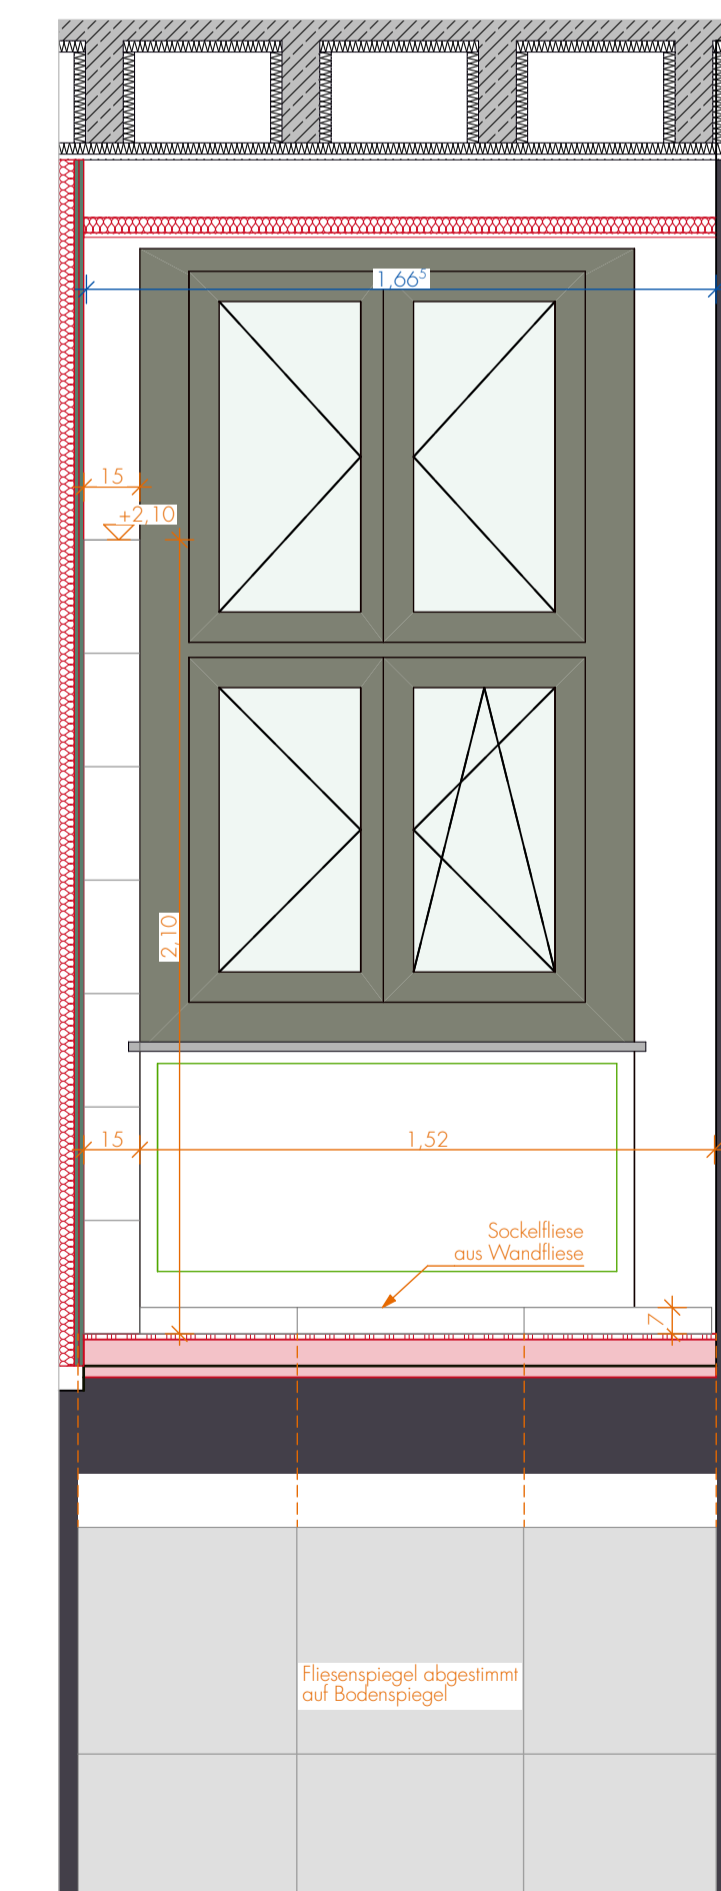 1,66⁵
15
+2,10
2,10
15
1,52
Sockelfliese
aus Wandfliese
7
Fliesenspiegel abgestimmt
auf Bodenspiegel